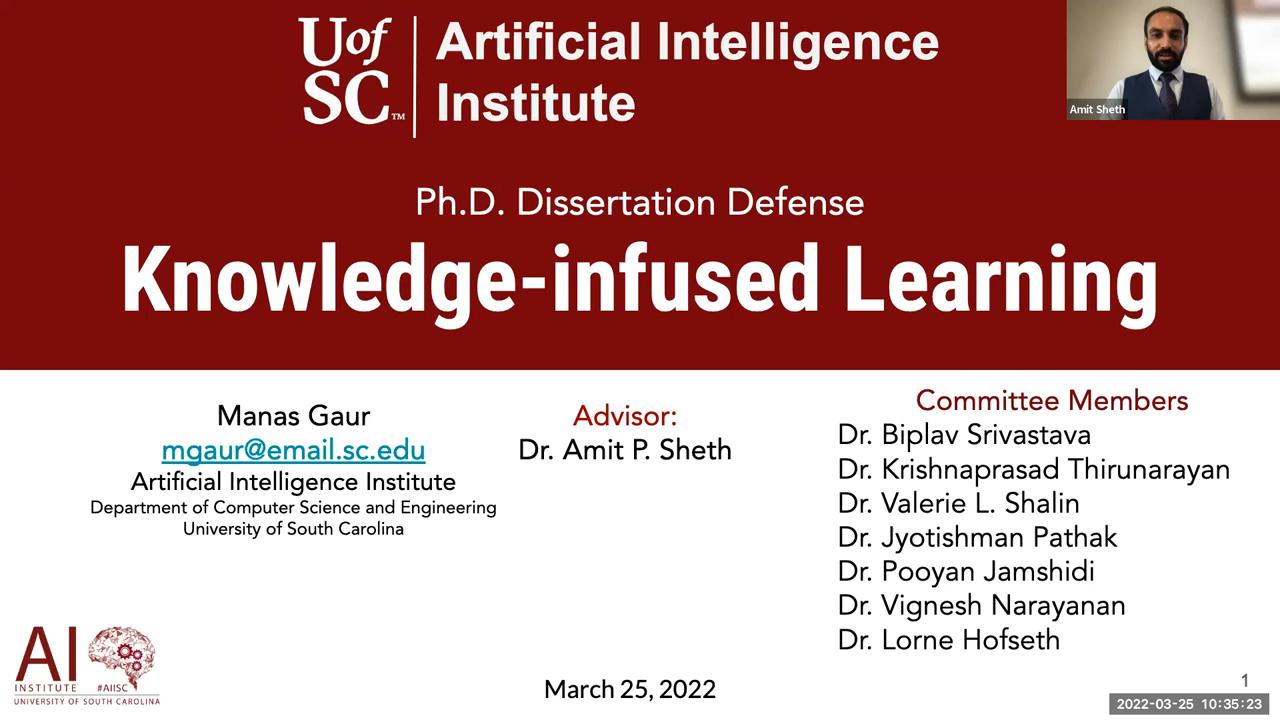 UofSC™
Artificial Intelligence
Institute
Amit Sheth
Ph.D. Dissertation Defense
Knowledge-infused Learning
Manas Gaur
mgaur@email.sc.edu
Artificial Intelligence Institute
Department of Computer Science and Engineering
University of South Carolina
Advisor:
Dr. Amit P. Sheth
Committee Members
Dr. Biplav Srivastava
Dr. Krishnaprasad Thirunarayan
Dr. Valerie L. Shalin
Dr. Jyotishman Pathak
Dr. Pooyan Jamshidi
Dr. Vignesh Narayanan
Dr. Lorne Hofseth
AI
INSTITUTE #AIISC
UNIVERSITY OF SOUTH CAROLINA
March 25, 2022
1
2022-03-25 10:35:23